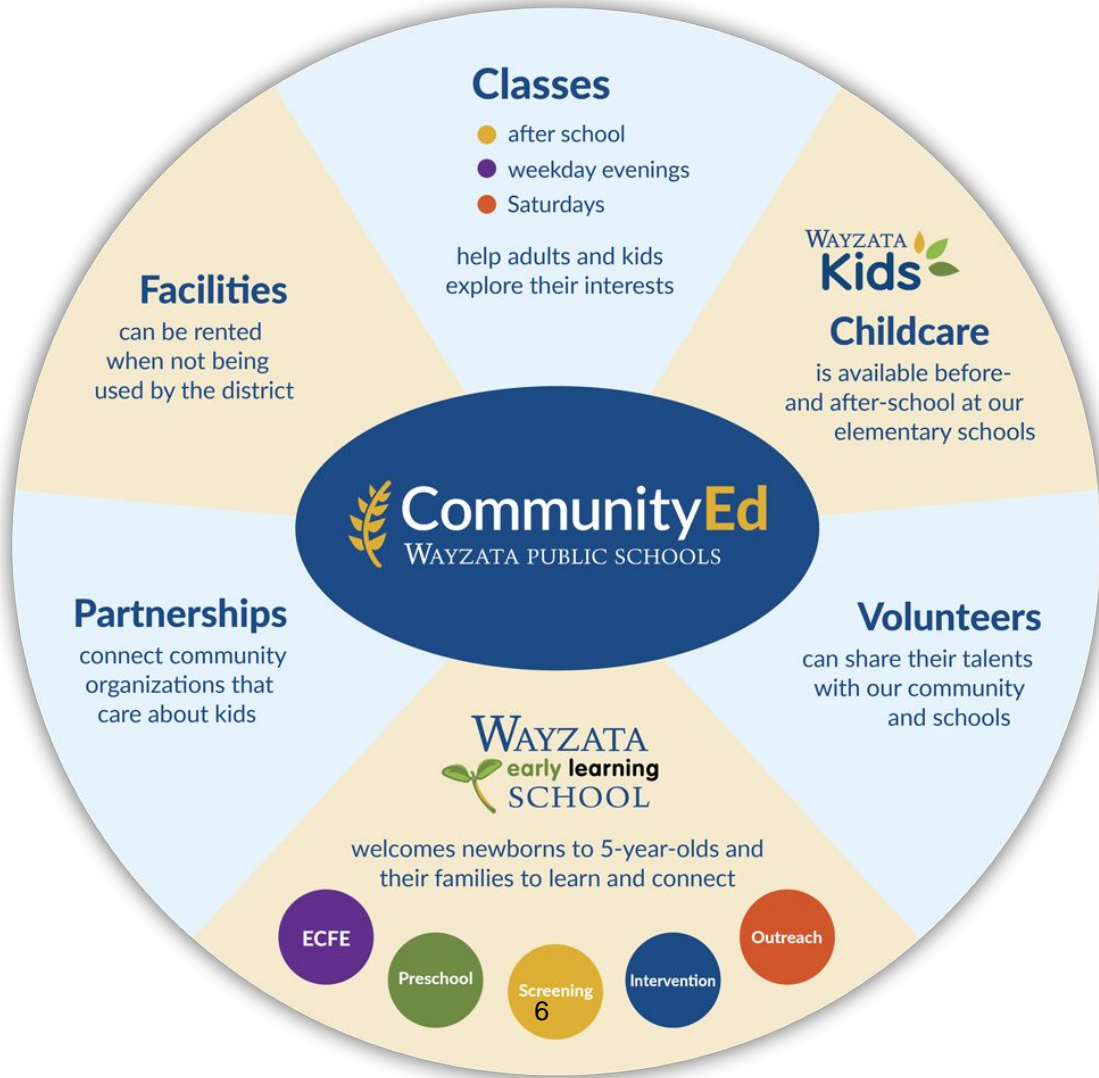 Classes
after school
weekday evenings
Saturdays
help adults and kids
explore their interests
WAYZATA
Kids
Childcare
is available before-
and after-school at our
elementary schools
Facilities
can be rented
when not being
used by the district
CommunityEd
WAYZATA PUBLIC SCHOOLS
Partnerships
connect community
organizations that
care about kids
Volunteers
can share their talents
with our community
and schools
WAYZATA
early learning
SCHOOL
welcomes newborns to 5-year-olds and
their families to learn and connect
ECFE
Preschool
Screening
Intervention
Outreach
6